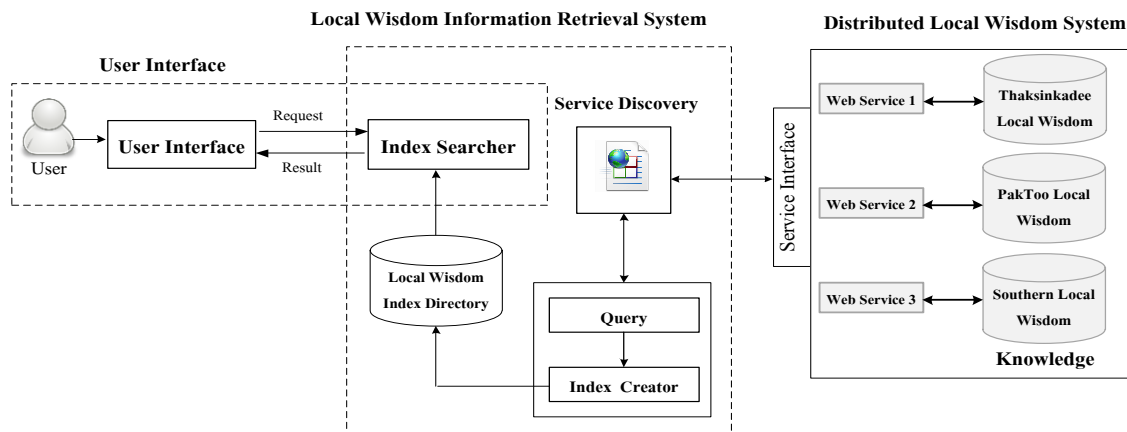 Local Wisdom Information Retrieval System
Distributed Local Wisdom System
User Interface
User
User Interface
Request
Result
Index Searcher
Service Discovery
Local Wisdom
Index Directory
Query
Index Creator
Service Interface
Web Service 1
Thaksinkadee
Local Wisdom
Web Service 2
PakToo Local
Wisdom
Web Service 3
Southern Local
Wisdom
Knowledge